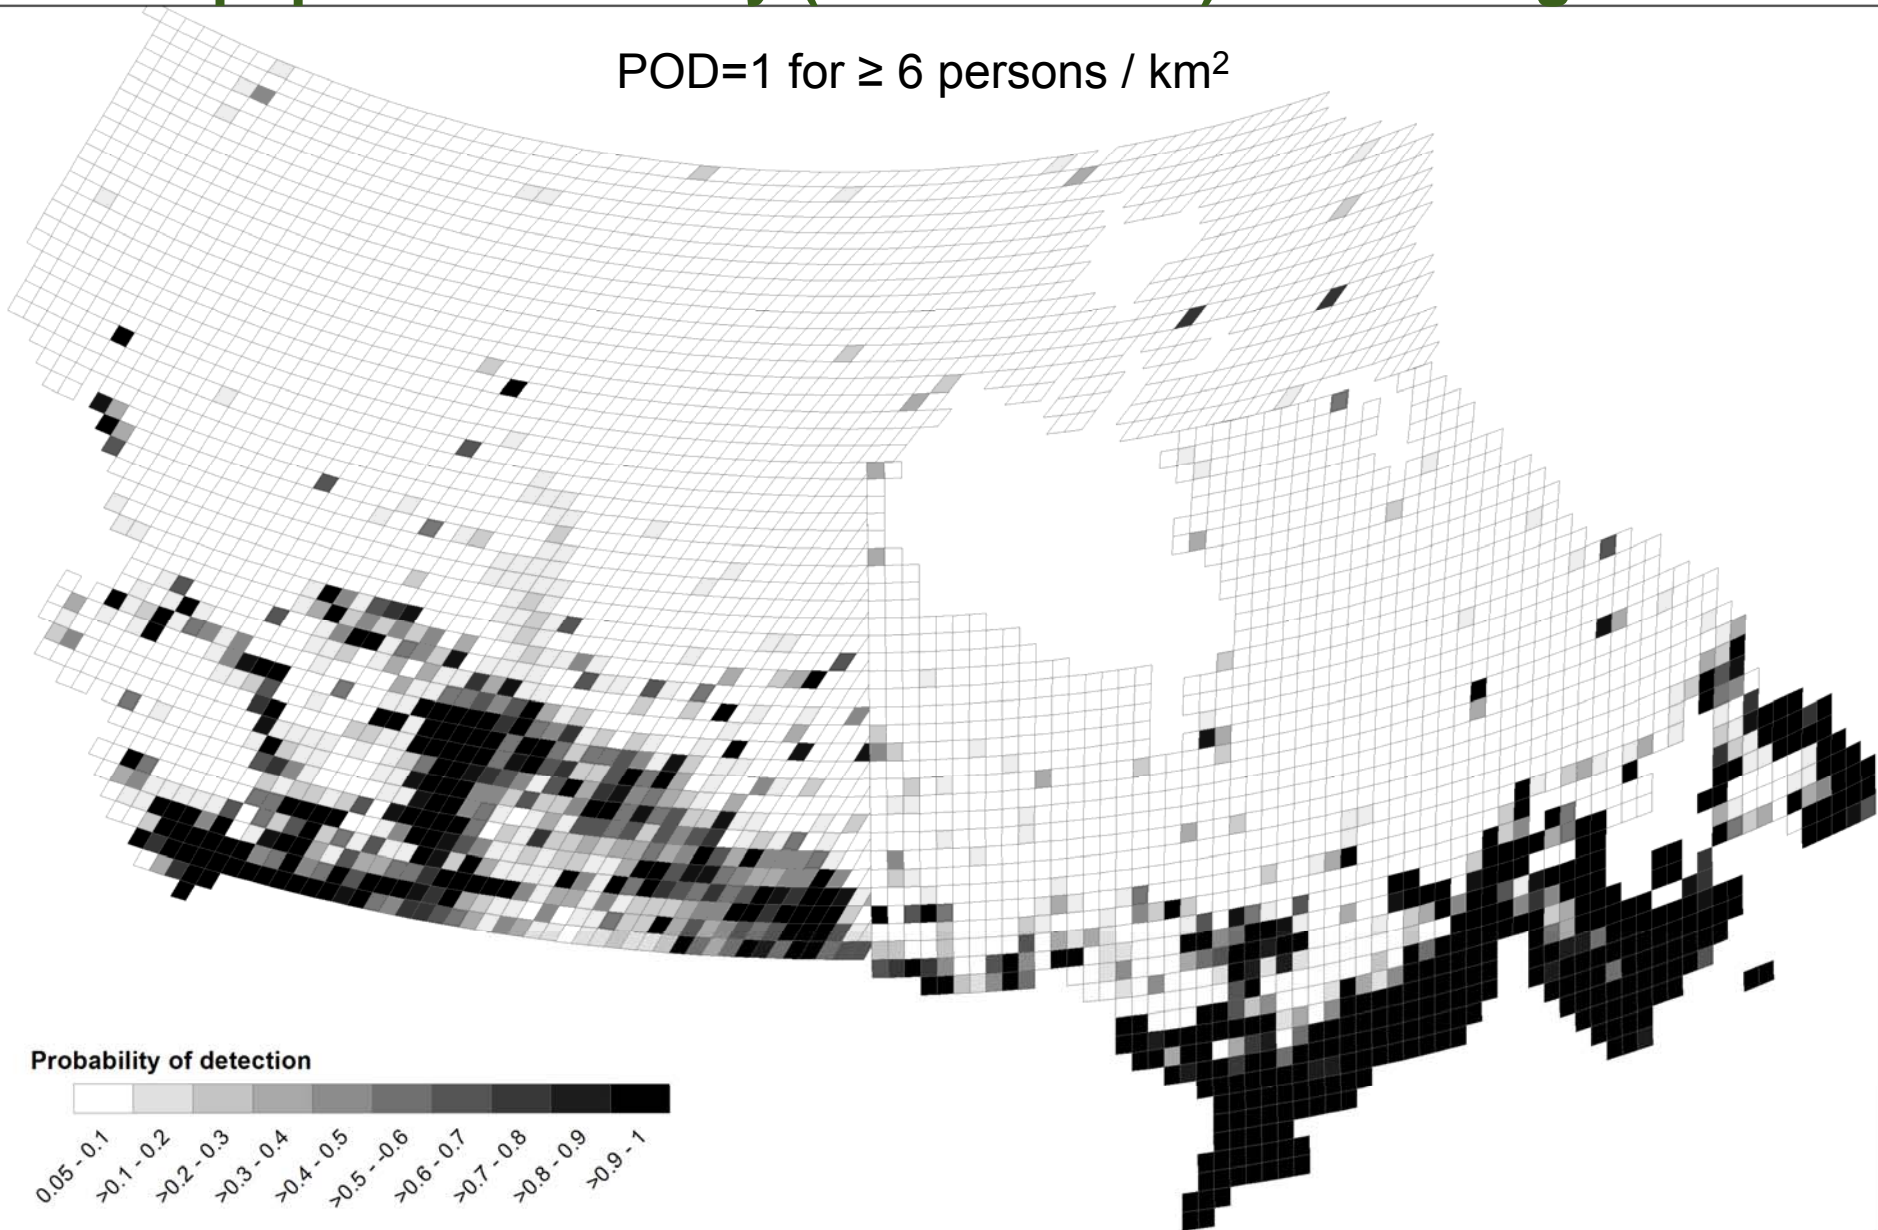 POD=1 for ≥ 6 persons / km²
Probability of detection
0.05 - 0.1
>0.1 - 0.2
>0.2 - 0.3
>0.3 - 0.4
>0.4 - 0.5
>0.5 - -0.6
>0.6 - 0.7
>0.7 - 0.8
>0.8 - 0.9
>0.9 - 1